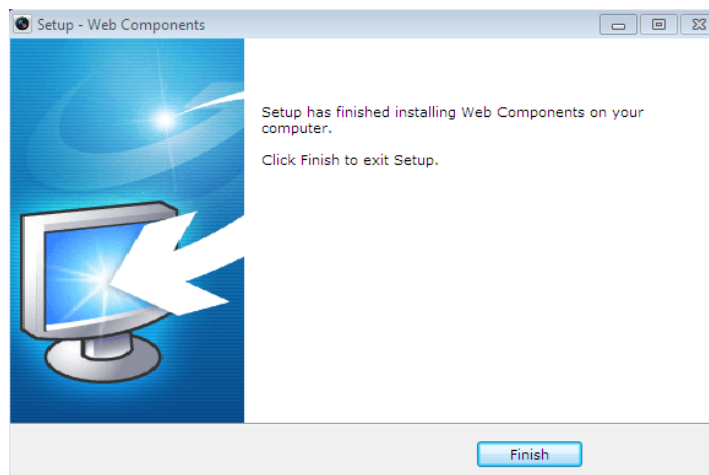 Setup - Web Components
Setup has finished installing Web Components on your
computer.
Click Finish to exit Setup.
Finish